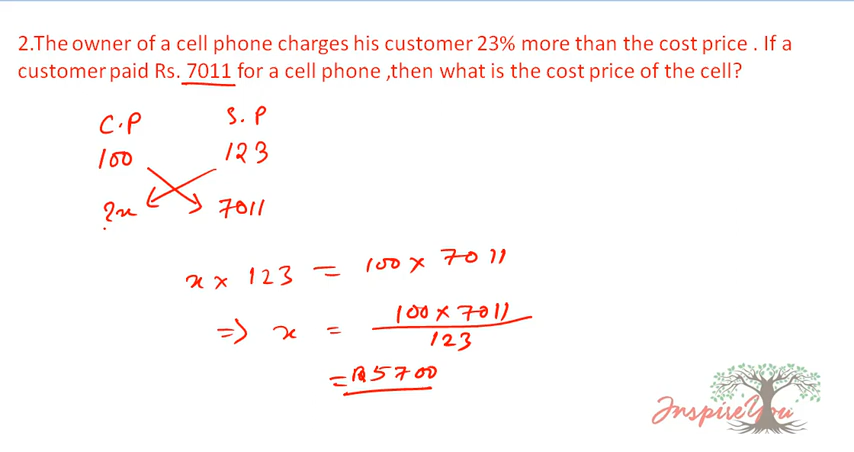 2.The owner of a cell phone charges his customer 23% more than the cost price . If a
customer paid Rs. 7011 for a cell phone ,then what is the cost price of the cell?
C.P S.P
100 123
?x 7011
x × 123 = 100 × 7011
⇒ x = 100 × 7011
123
= Rs 5700
InspireYou